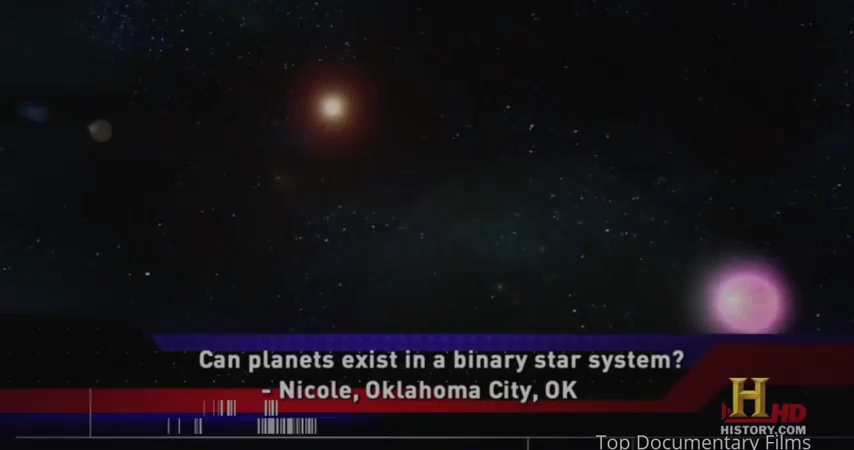 Can planets exist in a binary star system?
- Nicole, Oklahoma City, OK
H HD
HISTORY.COM
Top Documentary Films